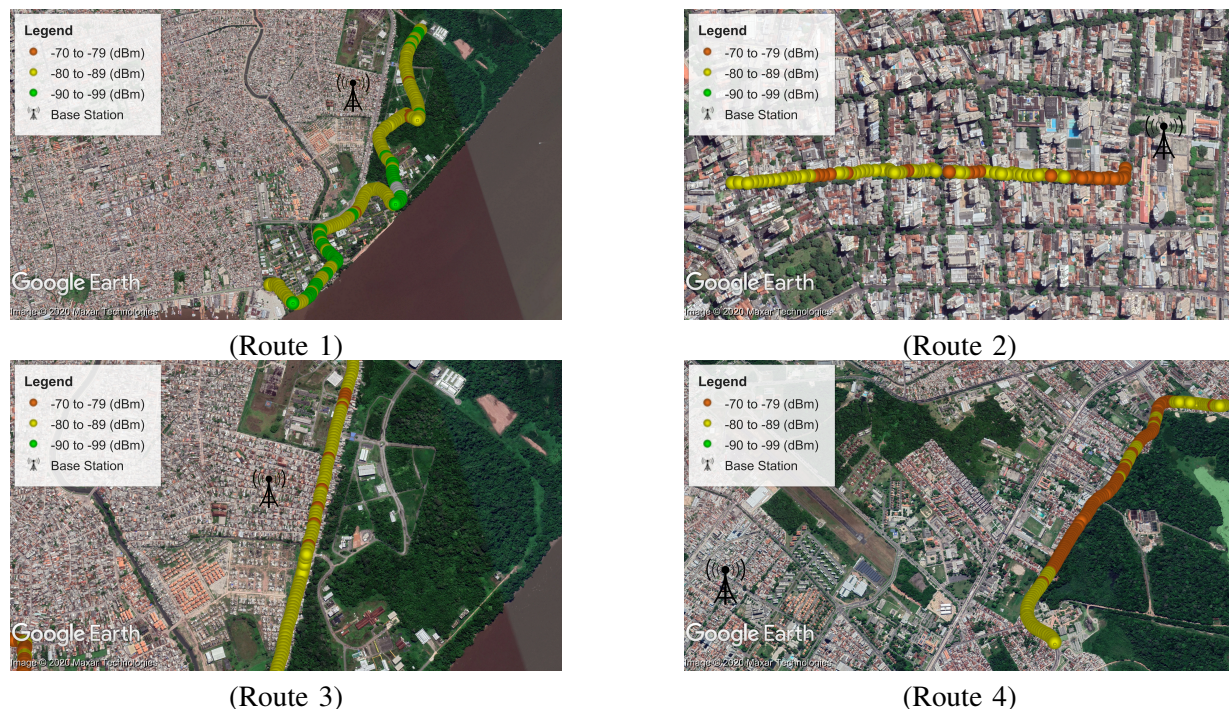 Legend
-70 to -79 (dBm)
-80 to -89 (dBm)
-90 to -99 (dBm)
Base Station
Google Earth
Image © 2020 Maxar Technologies
(Route 1)
Legend
-70 to -79 (dBm)
-80 to -89 (dBm)
-90 to -99 (dBm)
Base Station
Google Earth
Image © 2020 Maxar Technologies
(Route 2)
Legend
-70 to -79 (dBm)
-80 to -89 (dBm)
-90 to -99 (dBm)
Base Station
Google Earth
Image © 2020 Maxar Technologies
(Route 3)
Legend
-70 to -79 (dBm)
-80 to -89 (dBm)
-90 to -99 (dBm)
Base Station
Google Earth
Image © 2020 Maxar Technologies
(Route 4)